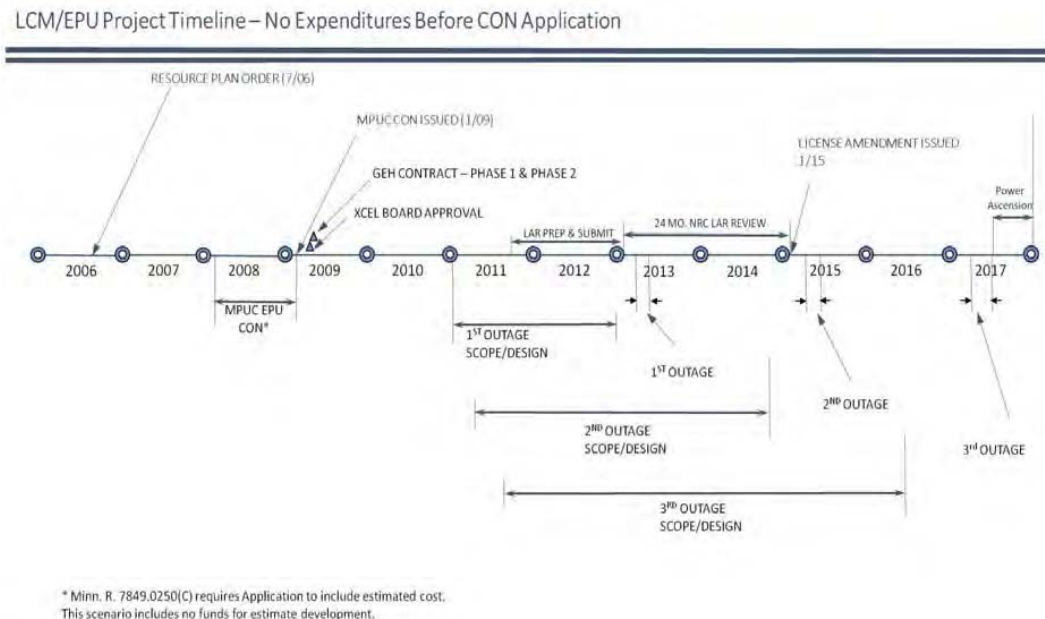 LCM/EPU Project Timeline – No Expenditures Before CON Application
RESOURCE PLAN ORDER (7/06)
MPUC CON ISSUED (1/09)
GEH CONTRACT – PHASE 1 & PHASE 2
XCEL BOARD APPROVAL
LICENSE AMENDMENT ISSUED
1/15
Power
Ascension
LAR PREP & SUBMIT
24 MO. NRC LAR REVIEW
2006 2007 2008 2009 2010 2011 2012 2013 2014 2015 2016 2017
MPUC EPU
CON*
1ST OUTAGE
SCOPE/DESIGN
1ST OUTAGE
2ND OUTAGE
SCOPE/DESIGN
2ND OUTAGE
3rd OUTAGE
3RD OUTAGE
SCOPE/DESIGN
* Minn. R. 7849.0250(C) requires Application to include estimated cost.
This scenario includes no funds for estimate development.